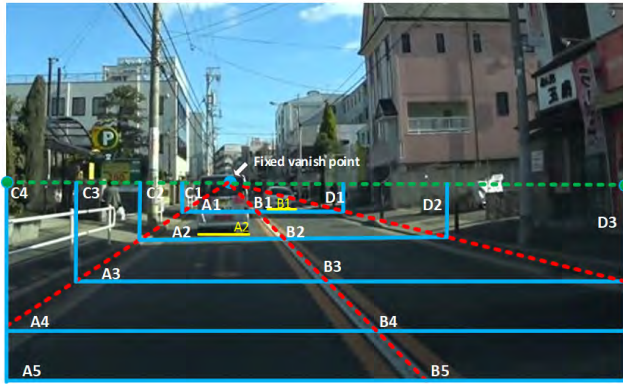 P
Fixed vanish point
C4
C3
C2
C1
D1
D2
D3
A1
B1
B1
A2
A2
B2
A3
B3
A4
B4
A5
B5